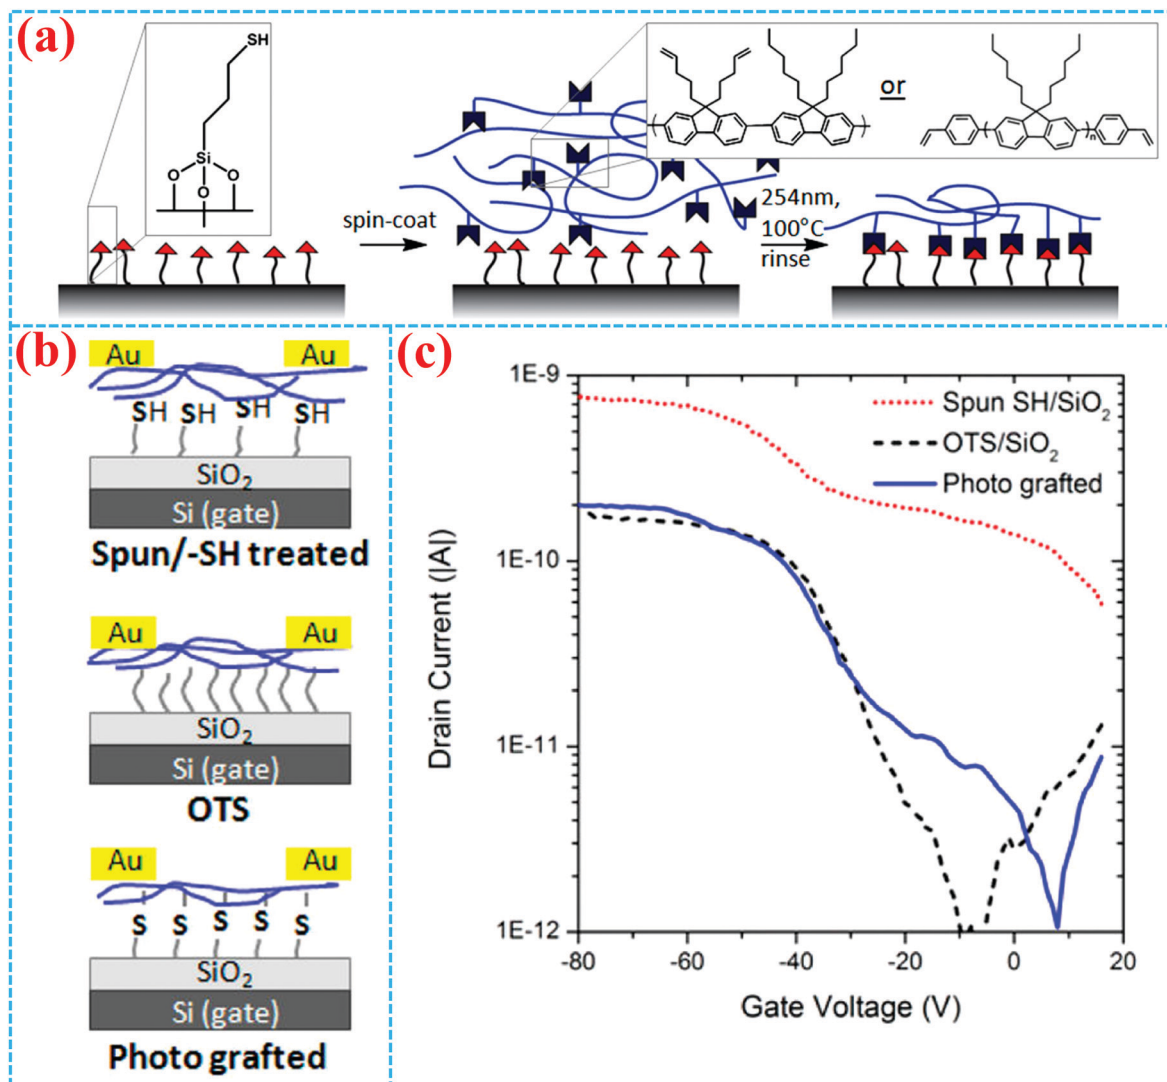 (a)
SH
Si
O
O
O
spin-coat
or
n
254nm,
100°C
rinse
(b)
Au
Au
SH
SH
SH
SH
SiO₂
Si (gate)
Spun/-SH treated
Au
Au
SiO₂
Si (gate)
OTS
Au
Au
S
S
S
S
S
SiO₂
Si (gate)
Photo grafted
(c)
1E-9
1E-10
1E-11
1E-12
Drain Current (|A|)
Spun SH/SiO₂
OTS/SiO₂
Photo grafted
-80
-60
-40
-20
0
20
Gate Voltage (V)